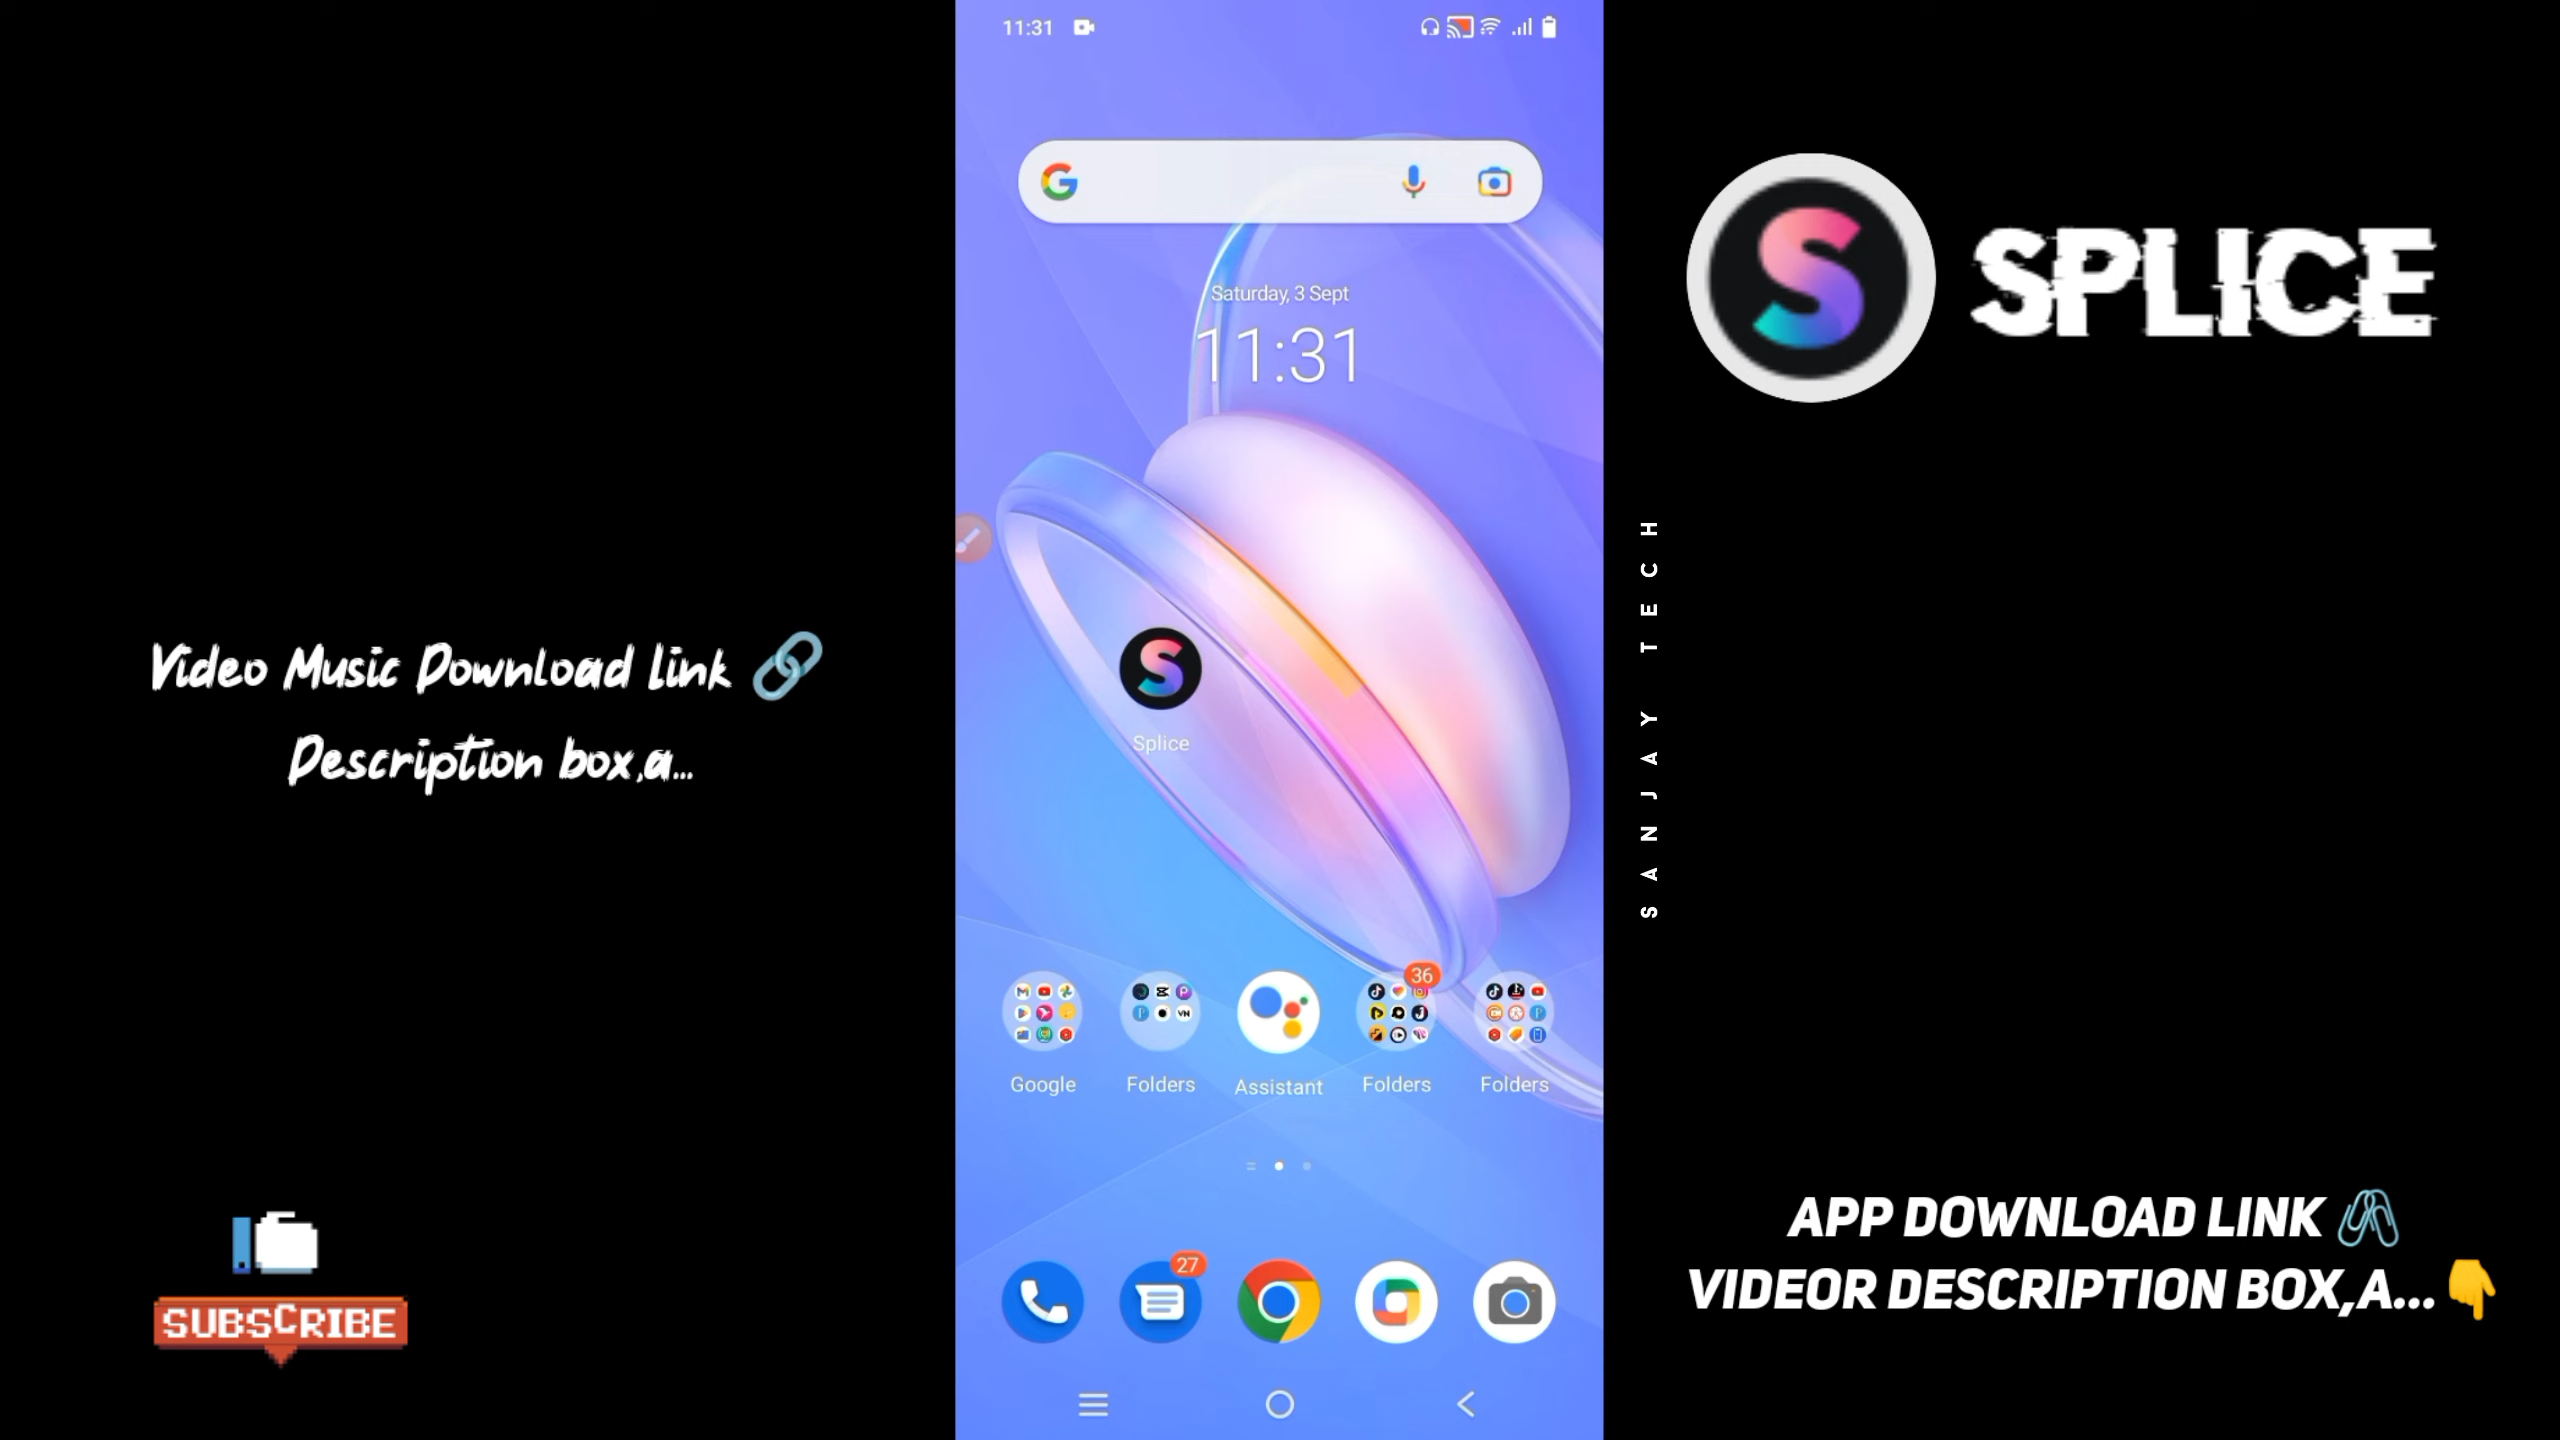 11:31
Saturday, 3 Sept
11:31
SPLICE
SANJAY TECH
Video Music Download link
Description box,a...
Splice
36
Google
Folders
Assistant
Folders
Folders
27
SUBSCRIBE
APP DOWNLOAD LINK
VIDEOR DESCRIPTION BOX,A...